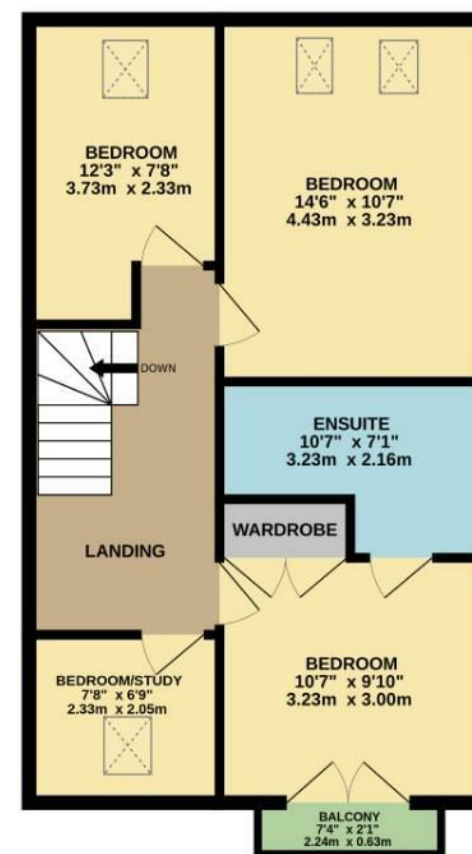 BEDROOM
12'3" x 7'8"
3.73m x 2.33m
BEDROOM
14'6" x 10'7"
4.43m x 3.23m
DOWN
ENSUITE
10'7" x 7'1"
3.23m x 2.16m
WARDROBE
LANDING
BEDROOM
10'7" x 9'10"
3.23m x 3.00m
BEDROOM/STUDY
7'8" x 6'9"
2.33m x 2.05m
BALCONY
7'4" x 2'1"
2.24m x 0.63m